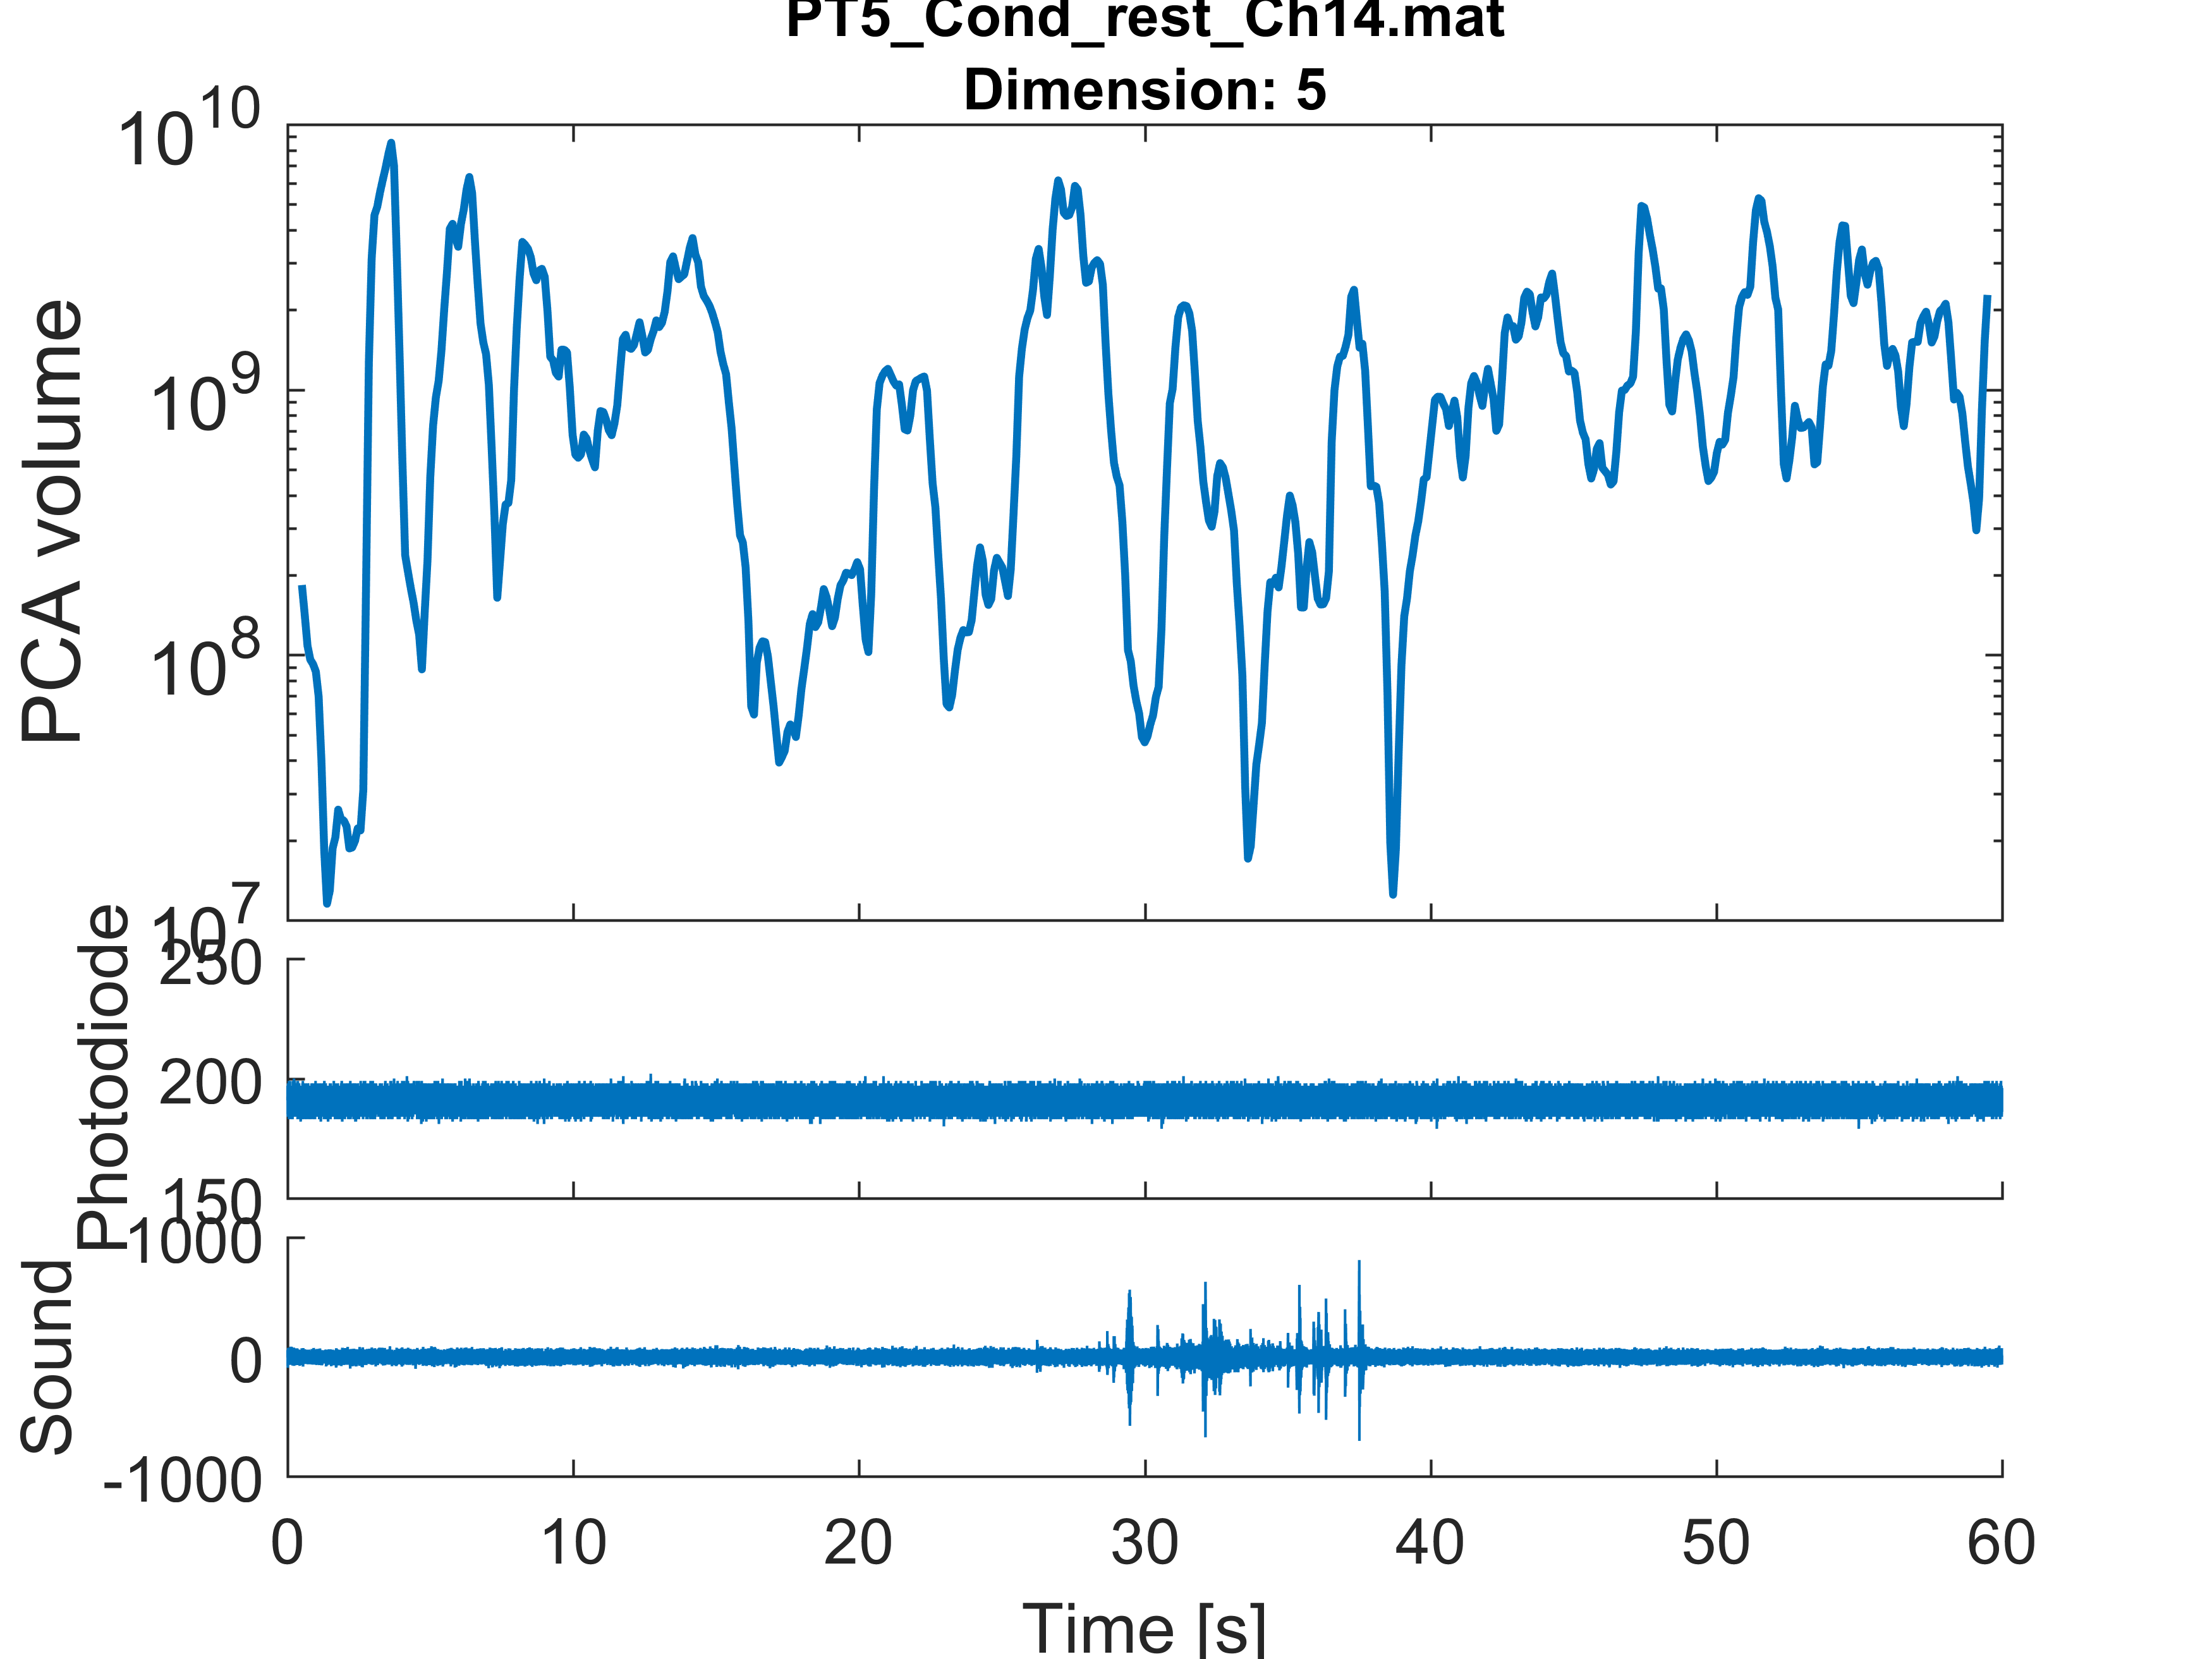 PT5_Cond_rest_Ch14.mat
Dimension: 5
10^10
10^9
10^8
10^7
PCA volume
250
200
150
Photodiode
1000
0
-1000
Sound
0 10 20 30 40 50 60
Time [s]